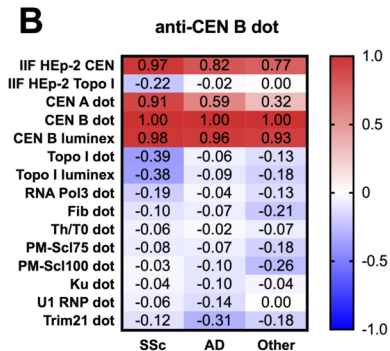 B
anti-CEN B dot
IIF HEp-2 CEN 0.97 0.82 0.77
IIF HEp-2 Topo I -0.22 -0.02 0.00
CEN A dot 0.91 0.59 0.32
CEN B dot 1.00 1.00 1.00
CEN B luminex 0.98 0.96 0.93
Topo I dot -0.39 -0.06 -0.13
Topo I luminex -0.38 -0.09 -0.18
RNA Pol3 dot -0.19 -0.04 -0.13
Fib dot -0.10 -0.07 -0.21
Th/T0 dot -0.06 -0.02 -0.07
PM-Scl75 dot -0.08 -0.07 -0.18
PM-Scl100 dot -0.03 -0.10 -0.26
Ku dot -0.04 -0.10 -0.04
U1 RNP dot -0.06 -0.14 0.00
Trim21 dot -0.12 -0.31 -0.18
SSc AD Other
1.0
0.5
0
-0.5
-1.0